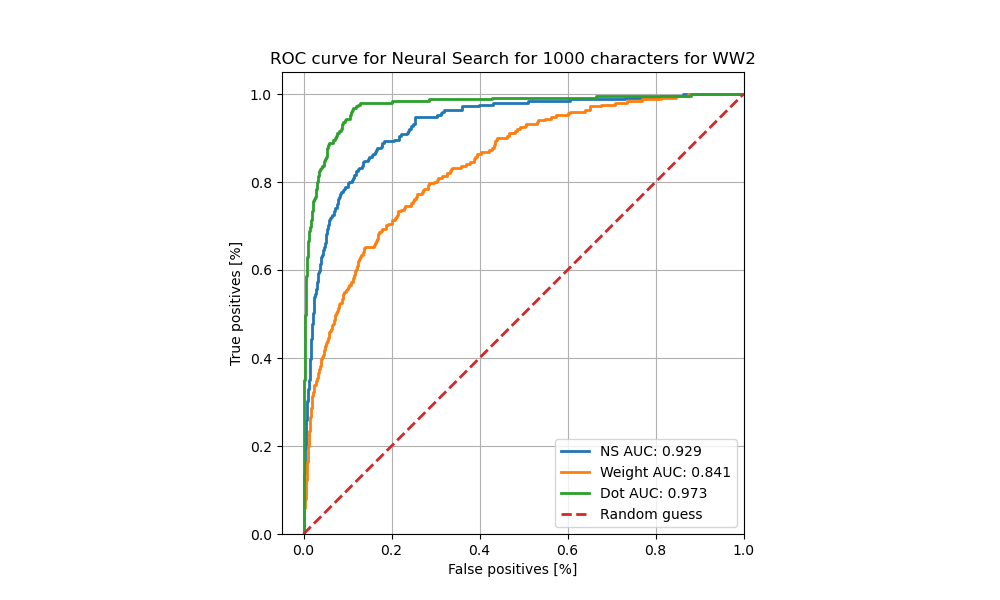 ROC curve for Neural Search for 1000 characters for WW2
True positives [%]
1.0
0.8
0.6
0.4
0.2
0.0
NS AUC: 0.929
Weight AUC: 0.841
Dot AUC: 0.973
Random guess
0.0 0.2 0.4 0.6 0.8 1.0
False positives [%]